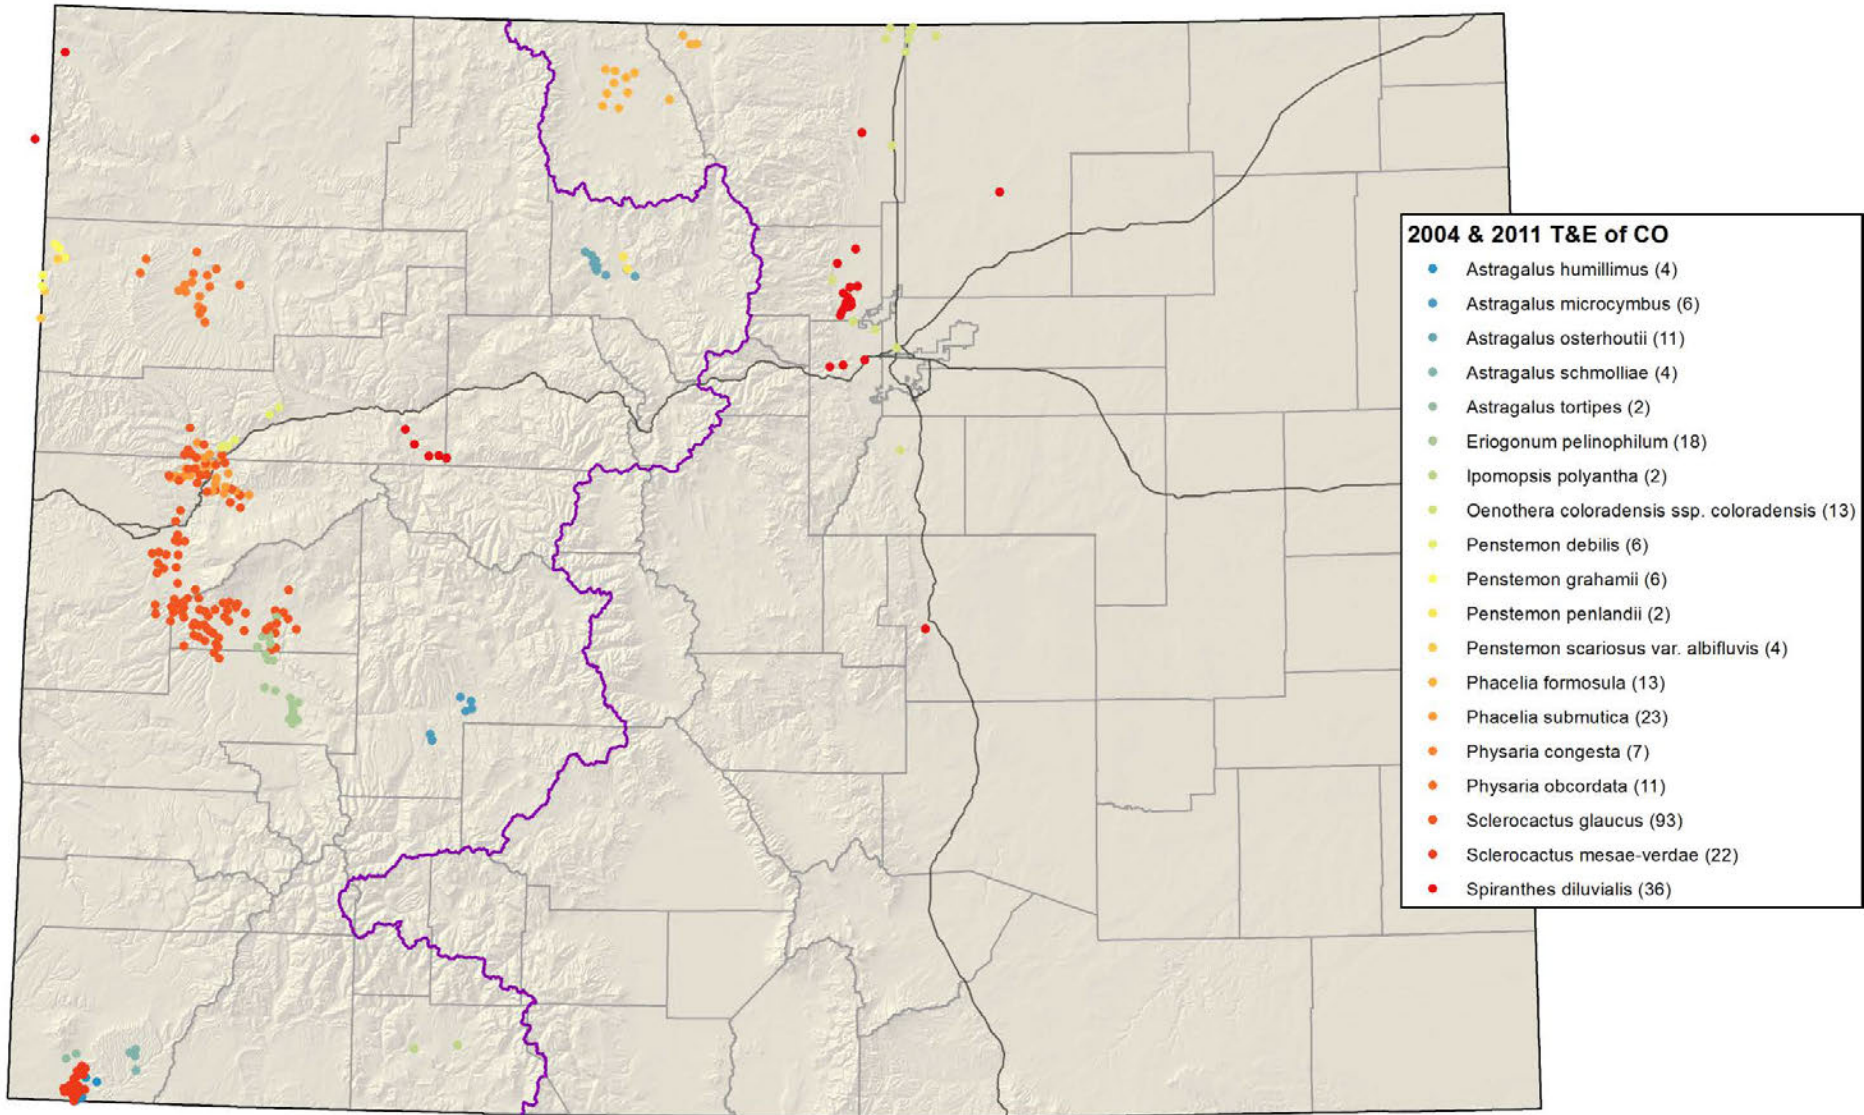 2004 & 2011 T&E of CO
Astragalus humillimus (4)
Astragalus microcymbus (6)
Astragalus osterhoutii (11)
Astragalus schmolliae (4)
Astragalus tortipes (2)
Eriogonum pelinophilum (18)
Ipomopsis polyantha (2)
Oenothera coloradensis ssp. coloradensis (13)
Penstemon debilis (6)
Penstemon grahamii (6)
Penstemon penlandii (2)
Penstemon scariosus var. albifluvis (4)
Phacelia formosula (13)
Phacelia submutica (23)
Physaria congesta (7)
Physaria obcordata (11)
Sclerocactus glaucus (93)
Sclerocactus mesae-verdae (22)
Spiranthes diluvialis (36)